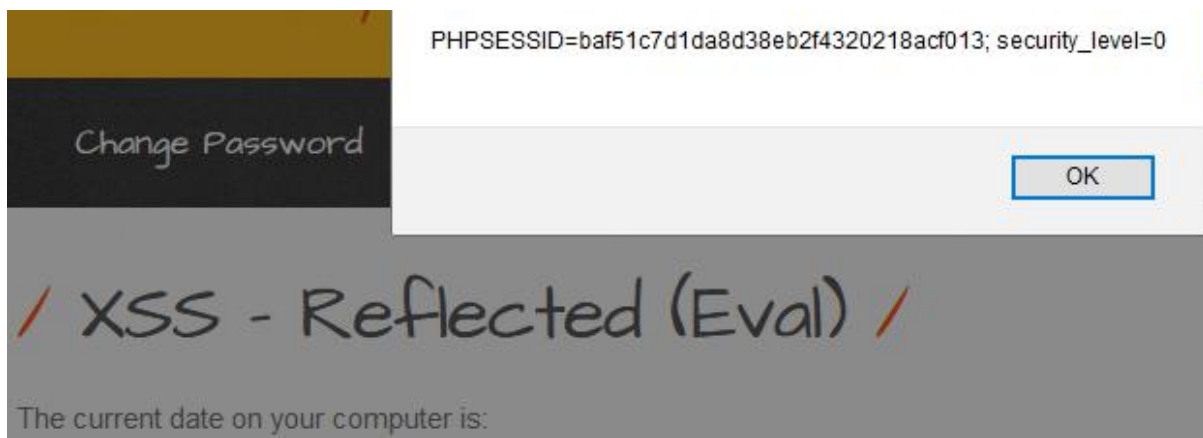 PHPSESSID=baf51c7d1da8d38eb2f4320218acf013; security_level=0
Change Password
OK
/ XSS - Reflected (Eval) /
The current date on your computer is: